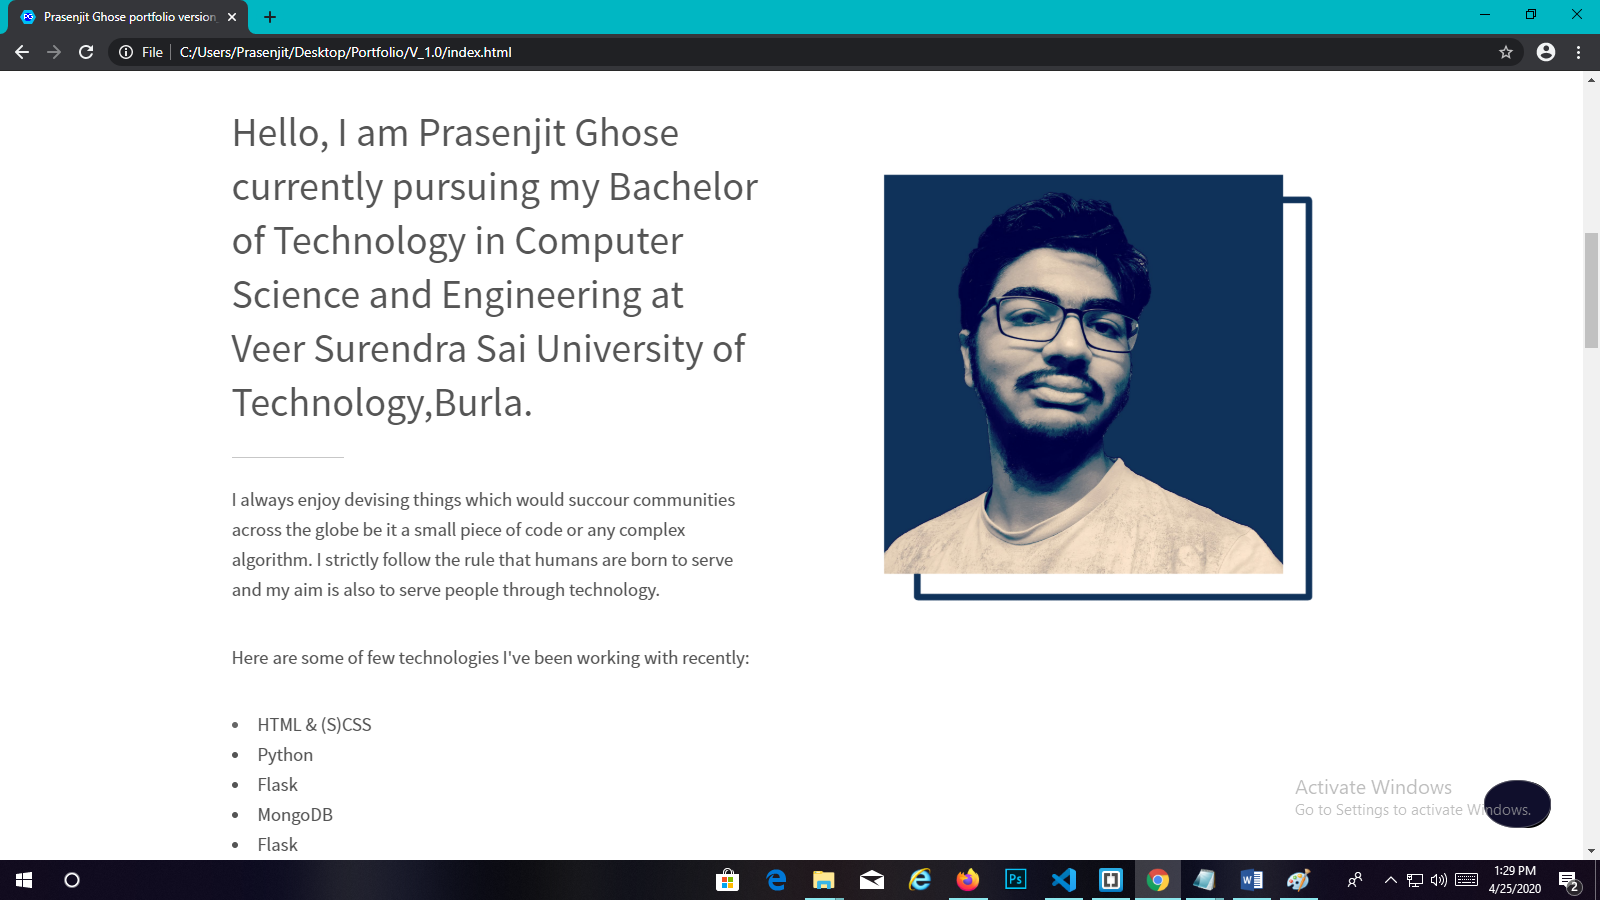 Prasenjit Ghose portfolio version
File C:/Users/Prasenjit/Desktop/Portfolio/V_1.0/index.html
Hello, I am Prasenjit Ghose
currently pursuing my Bachelor
of Technology in Computer
Science and Engineering at
Veer Surendra Sai University of
Technology,Burla.
I always enjoy devising things which would succour communities
across the globe be it a small piece of code or any complex
algorithm. I strictly follow the rule that humans are born to serve
and my aim is also to serve people through technology.
Here are some of few technologies I've been working with recently:
• HTML & (S)CSS
• Python
• Flask
• MongoDB
• Flask
Activate Windows
Go to Settings to activate Windows.
Ps
1:29 PM
4/25/2020
2